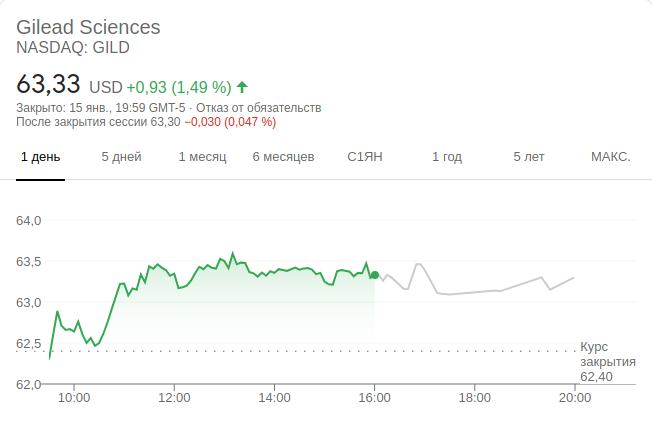 Gilead Sciences
NASDAQ: GILD
63,33 USD +0,93 (1,49 %)
Закрыто: 15 янв., 19:59 GMT-5 · Отказ от обязательств
После закрытия сессии 63,30 −0,030 (0,047 %)
1 день 5 дней 1 месяц 6 месяцев С1ЯН 1 год 5 лет МАКС.
64,0
63,5
63,0
62,5
62,0
Курс
закрытия
62,40
10:00 12:00 14:00 16:00 18:00 20:00